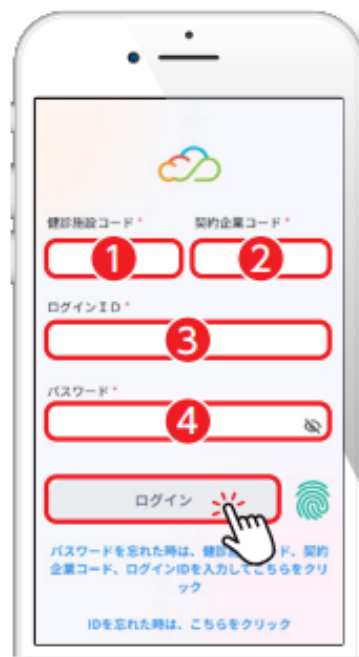 健診施設コード * 契約企業コード *
1 2
ログインID *
3
パスワード *
4
ログイン
パスワードを忘れた時は、健診 ード、契約
企業コード、ログインIDを入力してこちらをクリ
ック
IDを忘れた時は、こちらをクリック